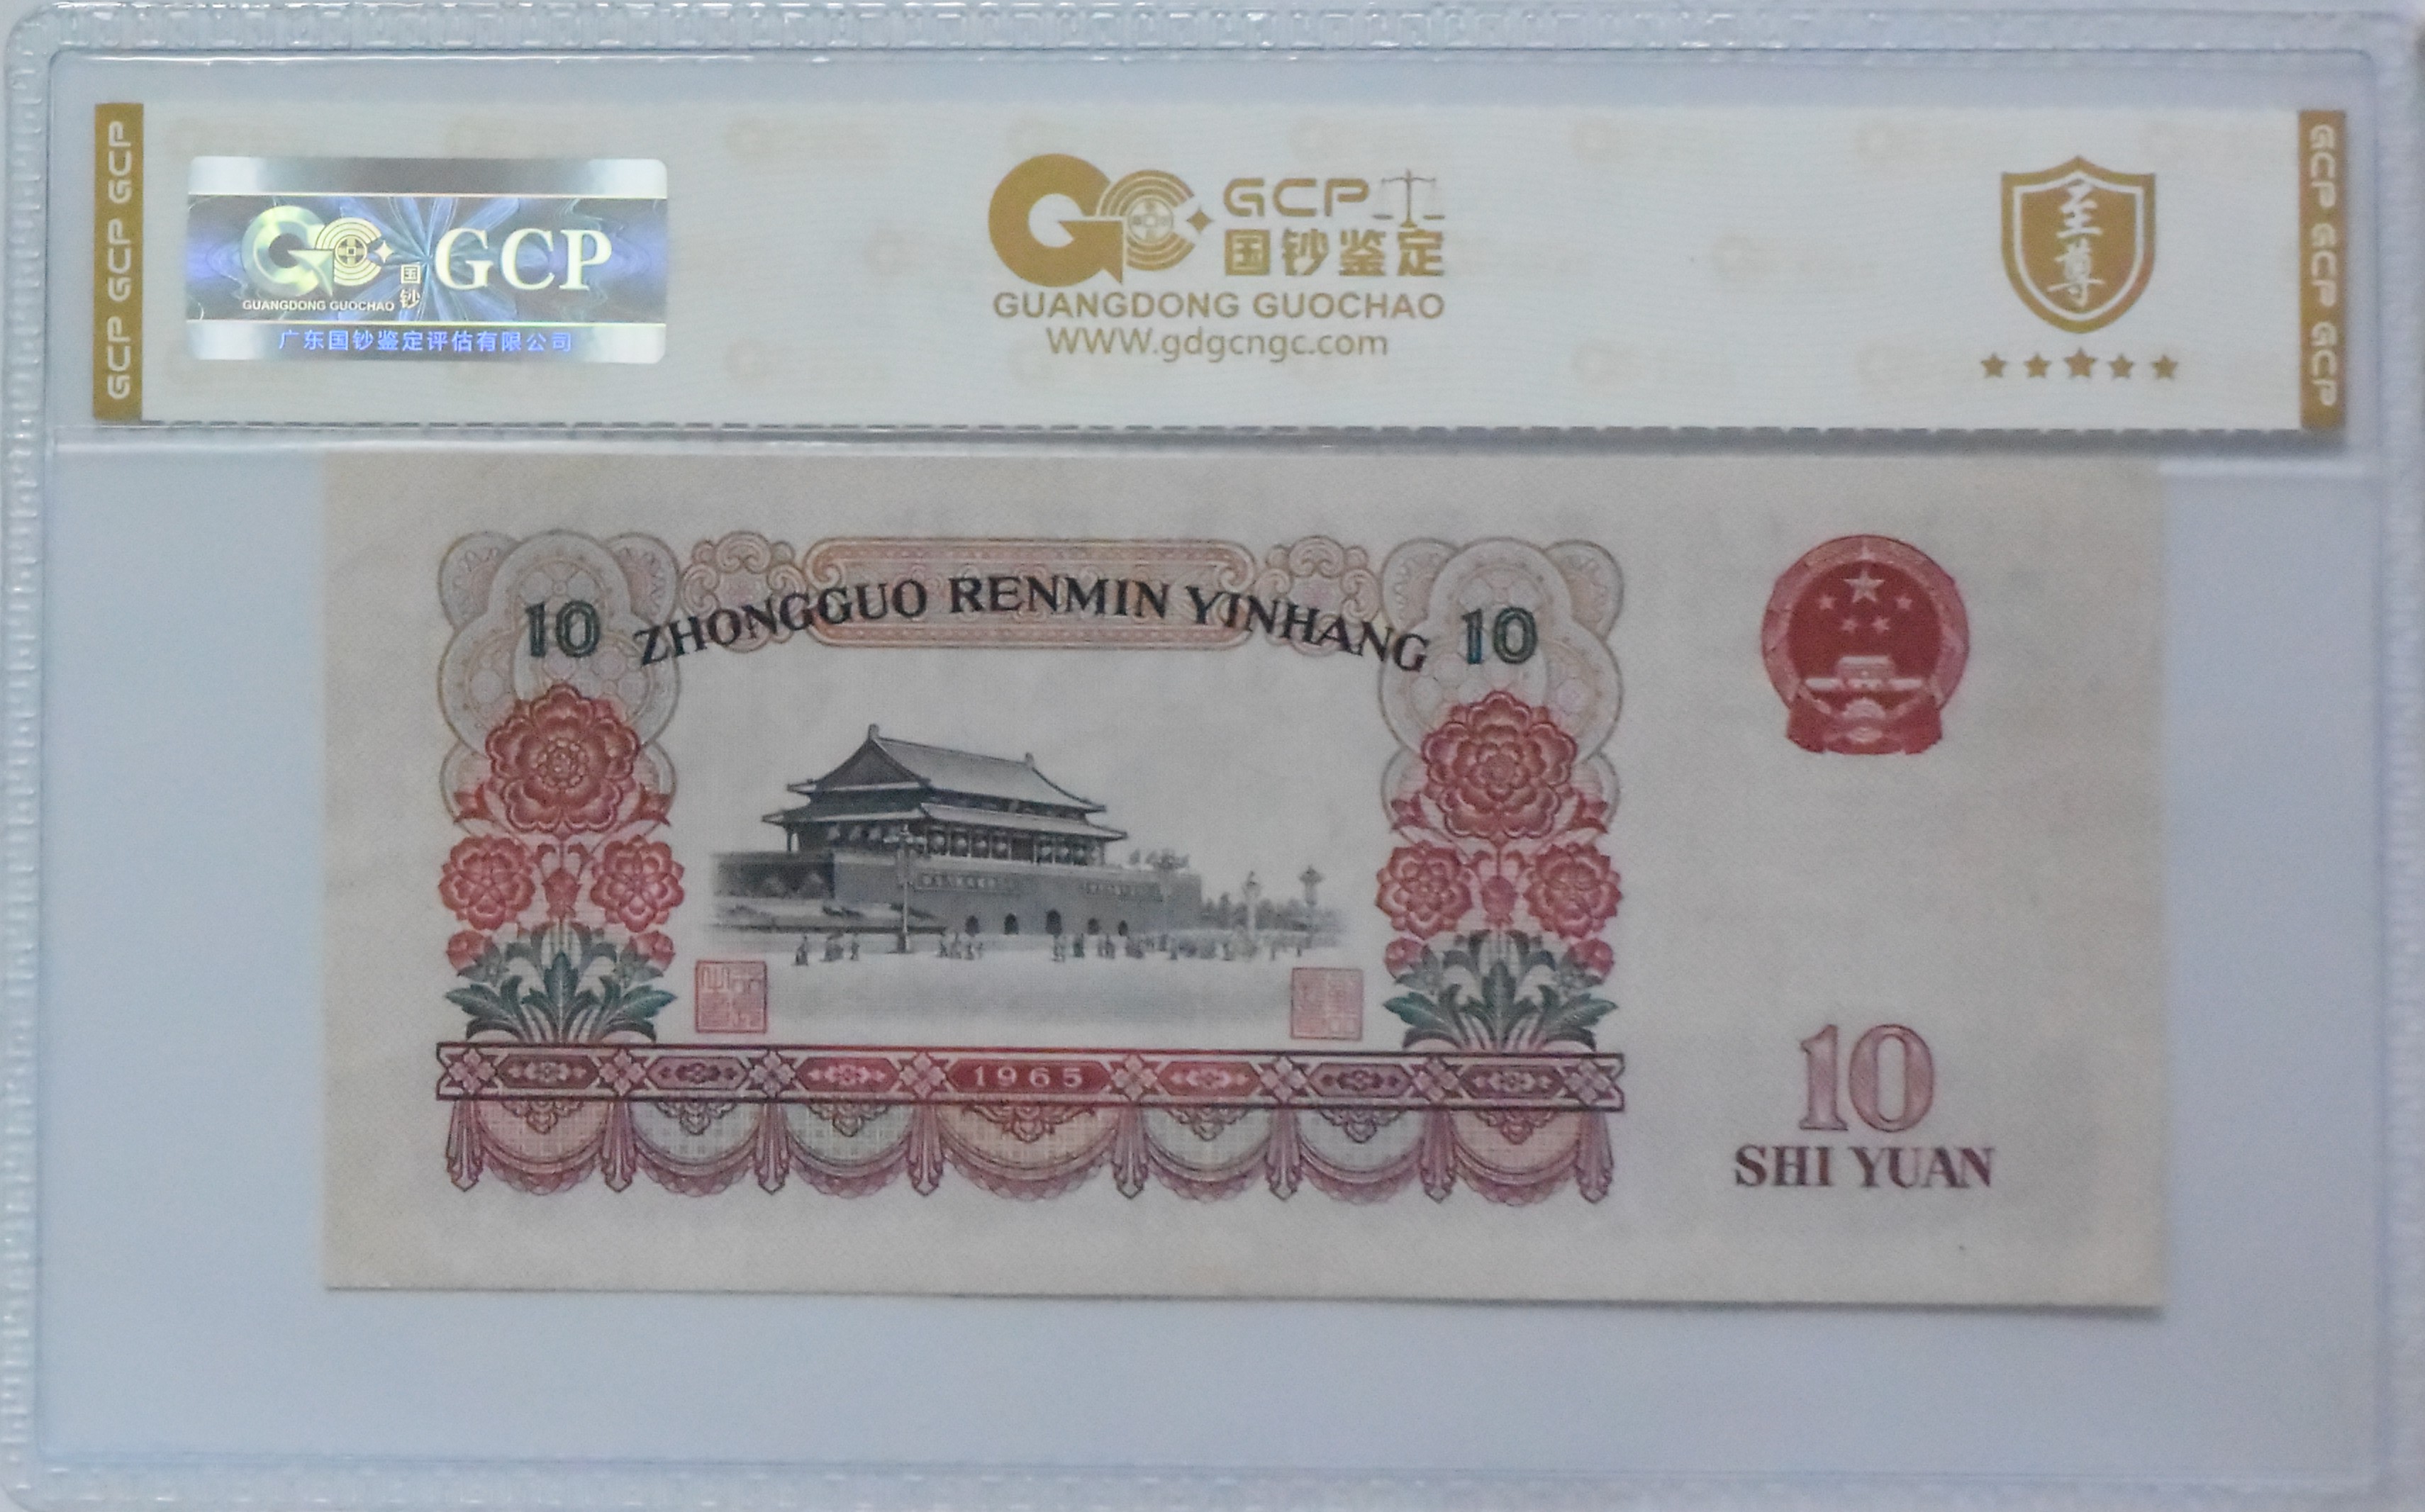 GCP GCP GCP
GCP
国钞
GUANGDONG GUOCHAO
广东国钞鉴定评估有限公司
GCP
国钞鉴定
GUANGDONG GUOCHAO
WWW.gdgcngc.com
至尊
GCP GCP GCP
10 ZHONGGUO RENMIN YINHANG 10
1965
10
SHI YUAN